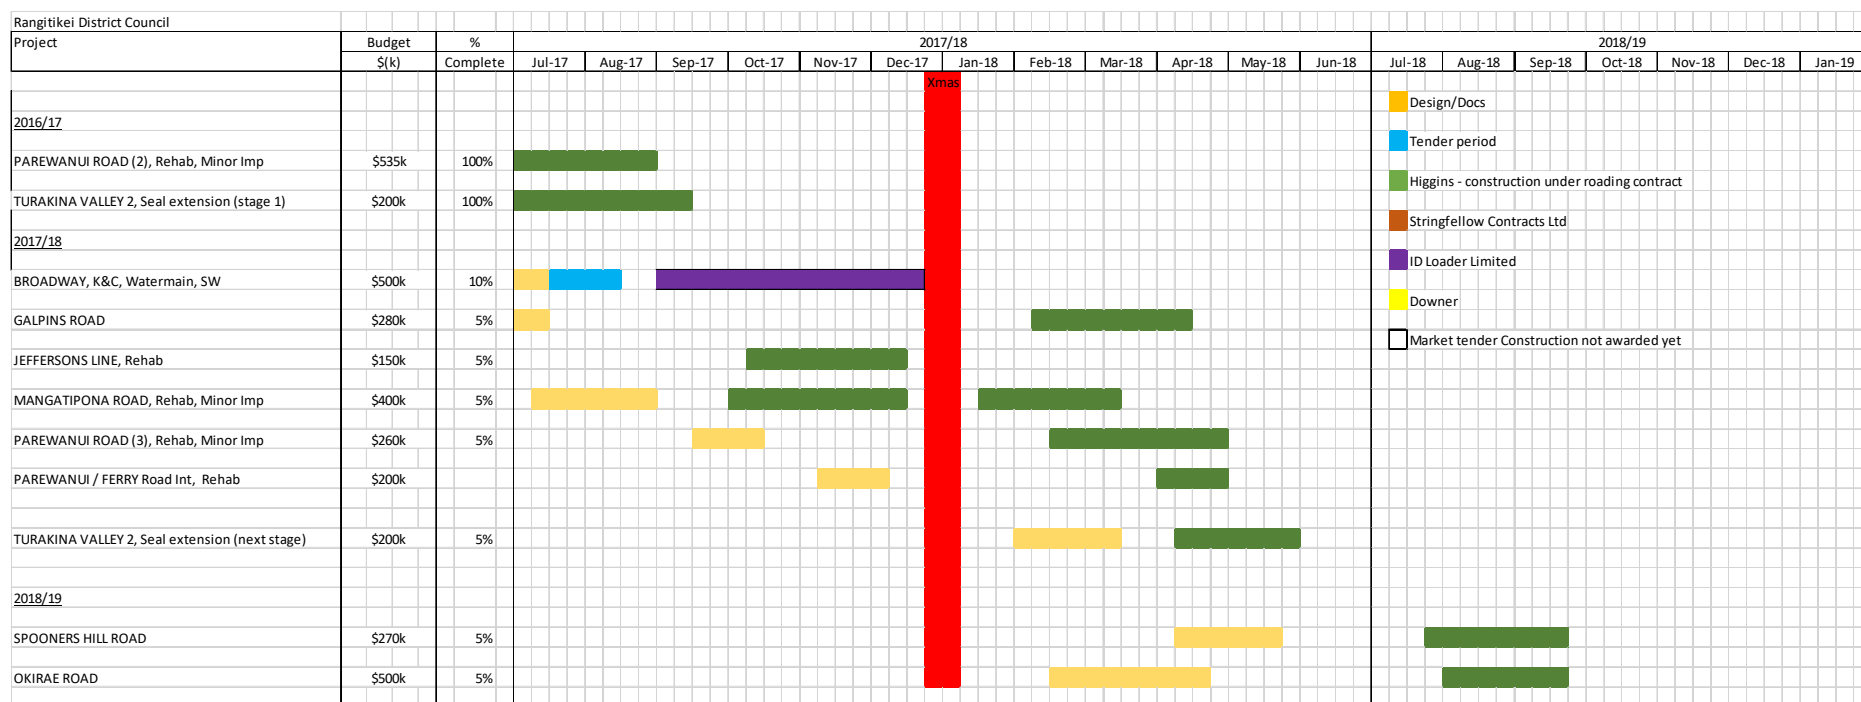 Rangitikei District Council
Project Budget % 2017/18 2018/19
$(k) Complete Jul-17 Aug-17 Sep-17 Oct-17 Nov-17 Dec-17 Jan-18 Feb-18 Mar-18 Apr-18 May-18 Jun-18 Jul-18 Aug-18 Sep-18 Oct-18 Nov-18 Dec-18 Jan-19
Xmas
Design/Docs
2016/17
Tender period
PAREWANUI ROAD (2), Rehab, Minor Imp $535k 100%
Higgins - construction under roading contract
TURAKINA VALLEY 2, Seal extension (stage 1) $200k 100%
Stringfellow Contracts Ltd
2017/18
ID Loader Limited
BROADWAY, K&C, Watermain, SW $500k 10%
Downer
GALPINS ROAD $280k 5%
Market tender Construction not awarded yet
JEFFERSONS LINE, Rehab $150k 5%
MANGATIPONA ROAD, Rehab, Minor Imp $400k 5%
PAREWANUI ROAD (3), Rehab, Minor Imp $260k 5%
PAREWANUI / FERRY Road Int, Rehab $200k
TURAKINA VALLEY 2, Seal extension (next stage) $200k 5%
2018/19
SPOONERS HILL ROAD $270k 5%
OKIRAE ROAD $500k 5%